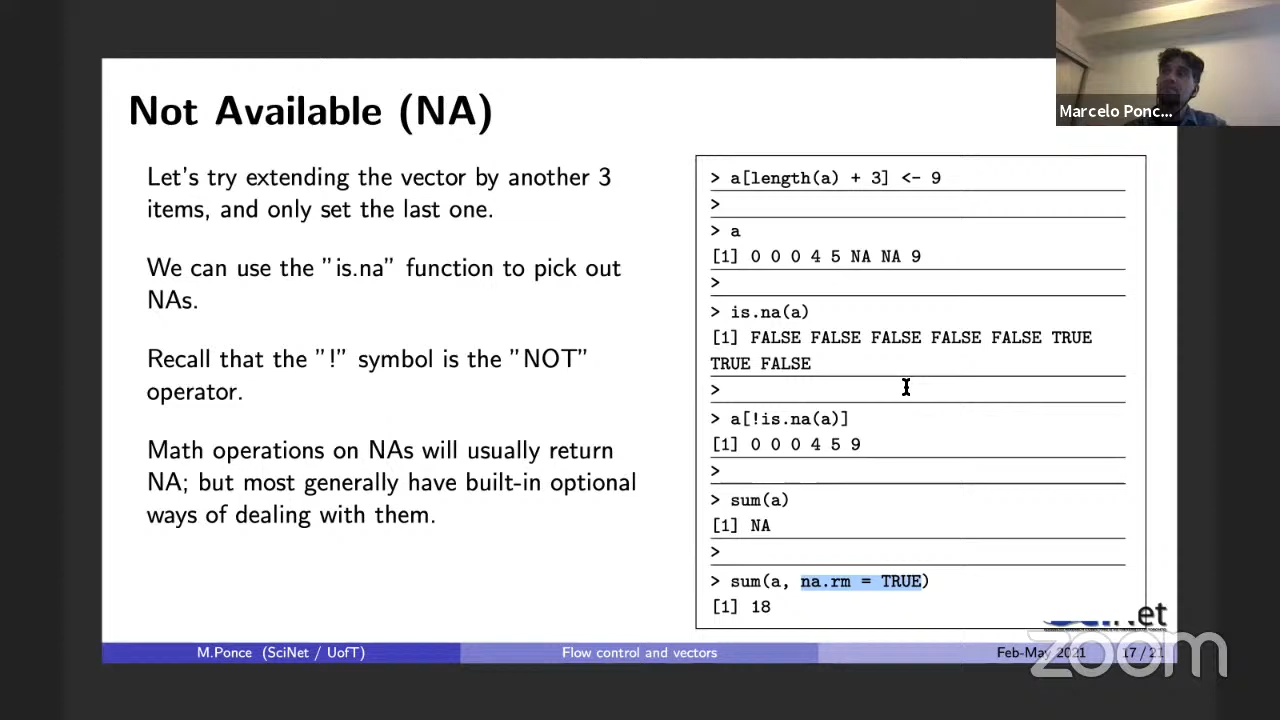 Not Available (NA)
Marcelo Ponc...
Let's try extending the vector by another 3
items, and only set the last one.
We can use the "is.na" function to pick out
NAs.
Recall that the "!" symbol is the "NOT"
operator.
Math operations on NAs will usually return
NA; but most generally have built-in optional
ways of dealing with them.
> a[length(a) + 3] <- 9
>
> a
[1] 0 0 0 4 5 NA NA 9
>
> is.na(a)
[1] FALSE FALSE FALSE FALSE FALSE TRUE
TRUE FALSE
>
> a[!is.na(a)]
[1] 0 0 0 4 5 9
>
> sum(a)
[1] NA
>
> sum(a, na.rm = TRUE)
[1] 18
SciNet
M.Ponce (SciNet / UofT)
Flow control and vectors
Feb-May 2021
17 / 21
zoom